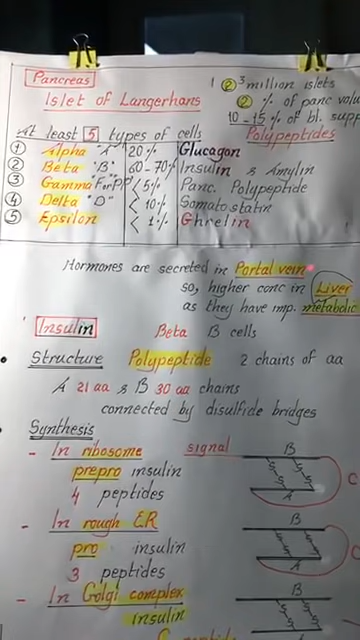 Pancreas
1 ② 3 million islets
Islet of Langerhans
② % of panc volu
10 - 15 % of bl. supp
At least 5 types of cells
Polypeptides
① Alpha "A" 20 % Glucagon
② Beta "B" 60 - 70 % Insulin & Amylin
③ Gamma "F or PP" < 5 % Panc. Polypeptide
④ Delta "D" < 10 % Somatostatin
⑤ Epsilon < 1 % Ghrelin
Hormones are secreted in Portal vein
so, higher conc in Liver
as they have imp. metabolic
Insulin Beta B cells
• Structure Polypeptide 2 chains of aa
A 21 aa & B 30 aa chains
connected by disulfide bridges
• Synthesis
- In ribosome signal B
prepro insulin A C
4 peptides
- In rough ER B
pro insulin A C
3 peptides
- In Golgi complex B
insulin